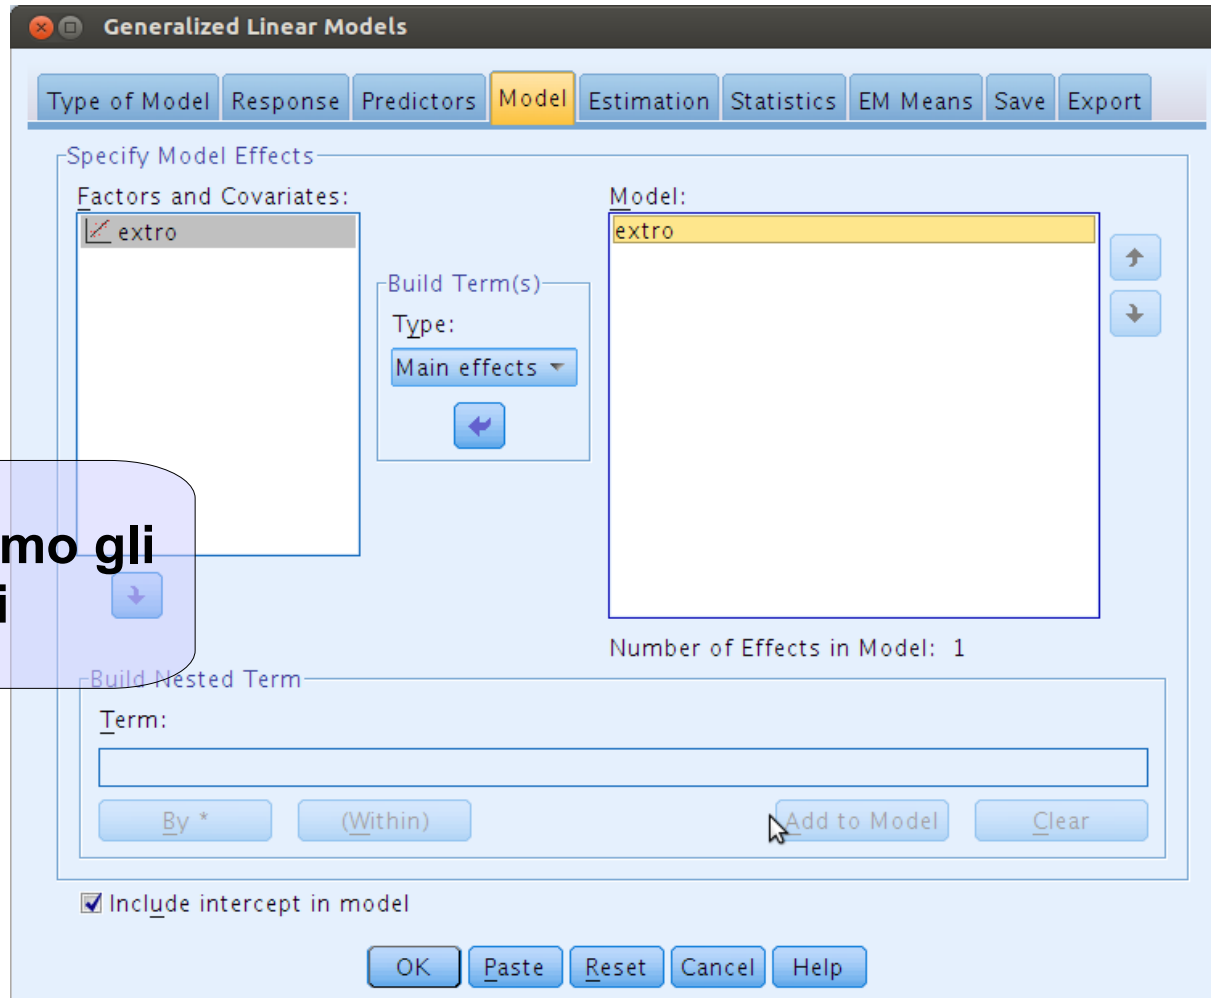 Generalized Linear Models
Type of Model Response Predictors Model Estimation Statistics EM Means Save Export
Specify Model Effects
Factors and Covariates:
extro
Build Term(s)
Type:
Main effects
Model:
extro
Number of Effects in Model: 1
mo gli
i
Build Nested Term
Term:
By * (Within) Add to Model Clear
Include intercept in model
OK Paste Reset Cancel Help